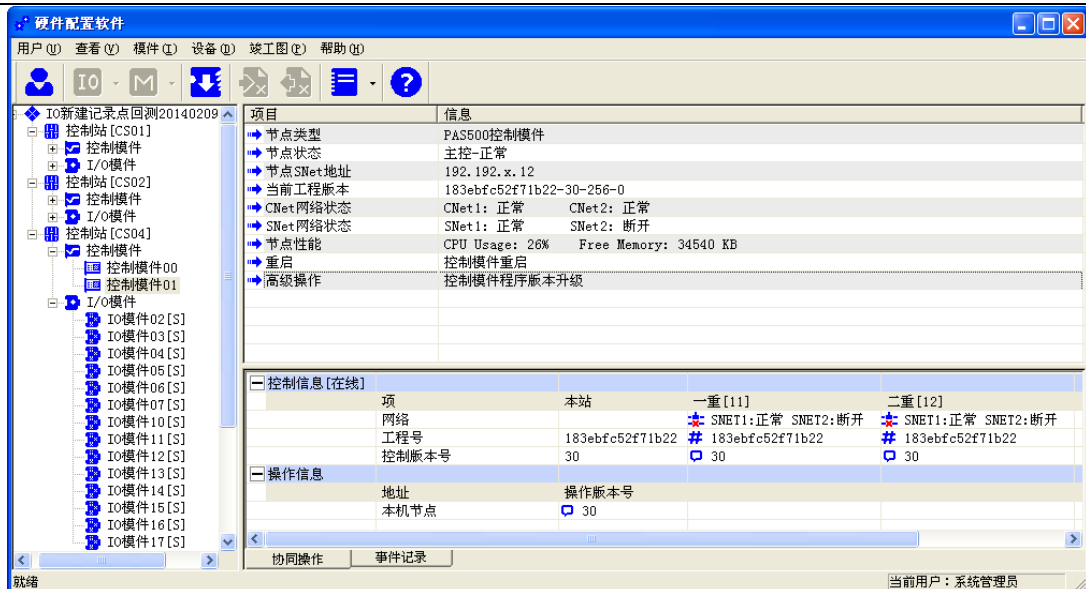 硬件配置软件
用户(U) 查看(V) 模件(I) 设备(D) 竣工图(P) 帮助(H)
IO M ?
IO新建记录点回测20140209
控制站[CS01]
控制模件
I/O模件
控制站[CS02]
控制模件
I/O模件
控制站[CS04]
控制模件
控制模件00
控制模件01
I/O模件
IO模件02[S]
IO模件03[S]
IO模件04[S]
IO模件05[S]
IO模件06[S]
IO模件07[S]
IO模件10[S]
IO模件11[S]
IO模件12[S]
IO模件13[S]
IO模件14[S]
IO模件15[S]
IO模件16[S]
IO模件17[S]
项目 信息
节点类型 PAS500控制模件
节点状态 主控-正常
节点SNet地址 192.192.x.12
当前工程版本 183ebfc52f71b22-30-256-0
CNet网络状态 CNet1: 正常 CNet2: 正常
SNet网络状态 SNet1: 正常 SNet2: 断开
节点性能 CPU Usage: 26% Free Memory: 34540 KB
重启 控制模件重启
高级操作 控制模件程序版本升级
控制信息[在线]
项 本站 一重[11] 二重[12]
网络 SNET1:正常 SNET2:断开 SNET1:正常 SNET2:断开
工程号 183ebfc52f71b22 # 183ebfc52f71b22 # 183ebfc52f71b22
控制版本号 30 30 30
操作信息
地址 操作版本号
本机节点 30
协同操作 事件记录
就绪 当前用户：系统管理员